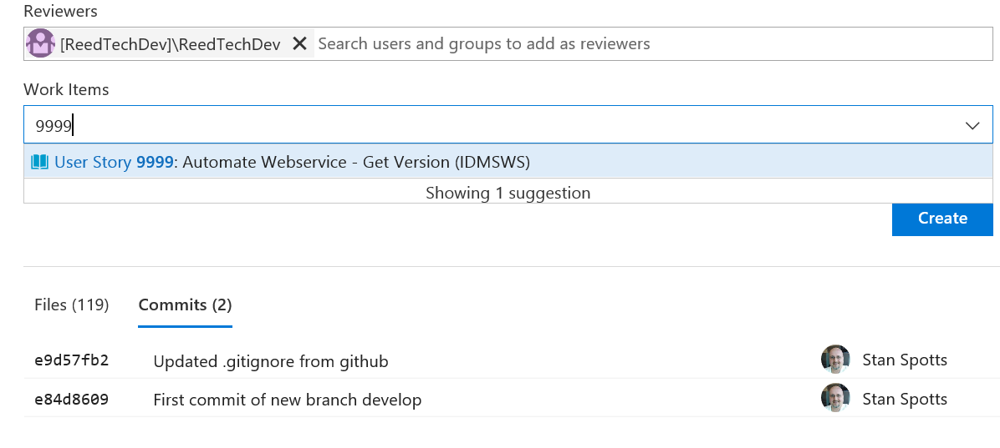 Reviewers
[ReedTechDev]\ReedTechDev Search users and groups to add as reviewers
Work Items
9999
User Story 9999: Automate Webservice - Get Version (IDMSWS)
Showing 1 suggestion
Create
Files (119) Commits (2)
e9d57fb2 Updated .gitignore from github Stan Spotts
e84d8609 First commit of new branch develop Stan Spotts